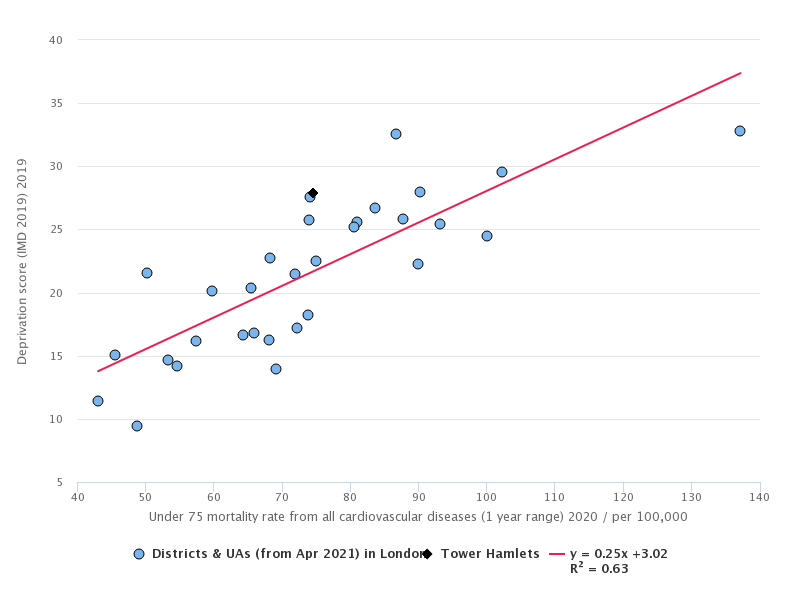 40
35
30
25
20
15
10
5
Deprivation score (IMD 2019) 2019
40 50 60 70 80 90 100 110 120 130 140
Under 75 mortality rate from all cardiovascular diseases (1 year range) 2020 / per 100,000
Districts & UAs (from Apr 2021) in London Tower Hamlets y = 0.25x +3.02
R² = 0.63